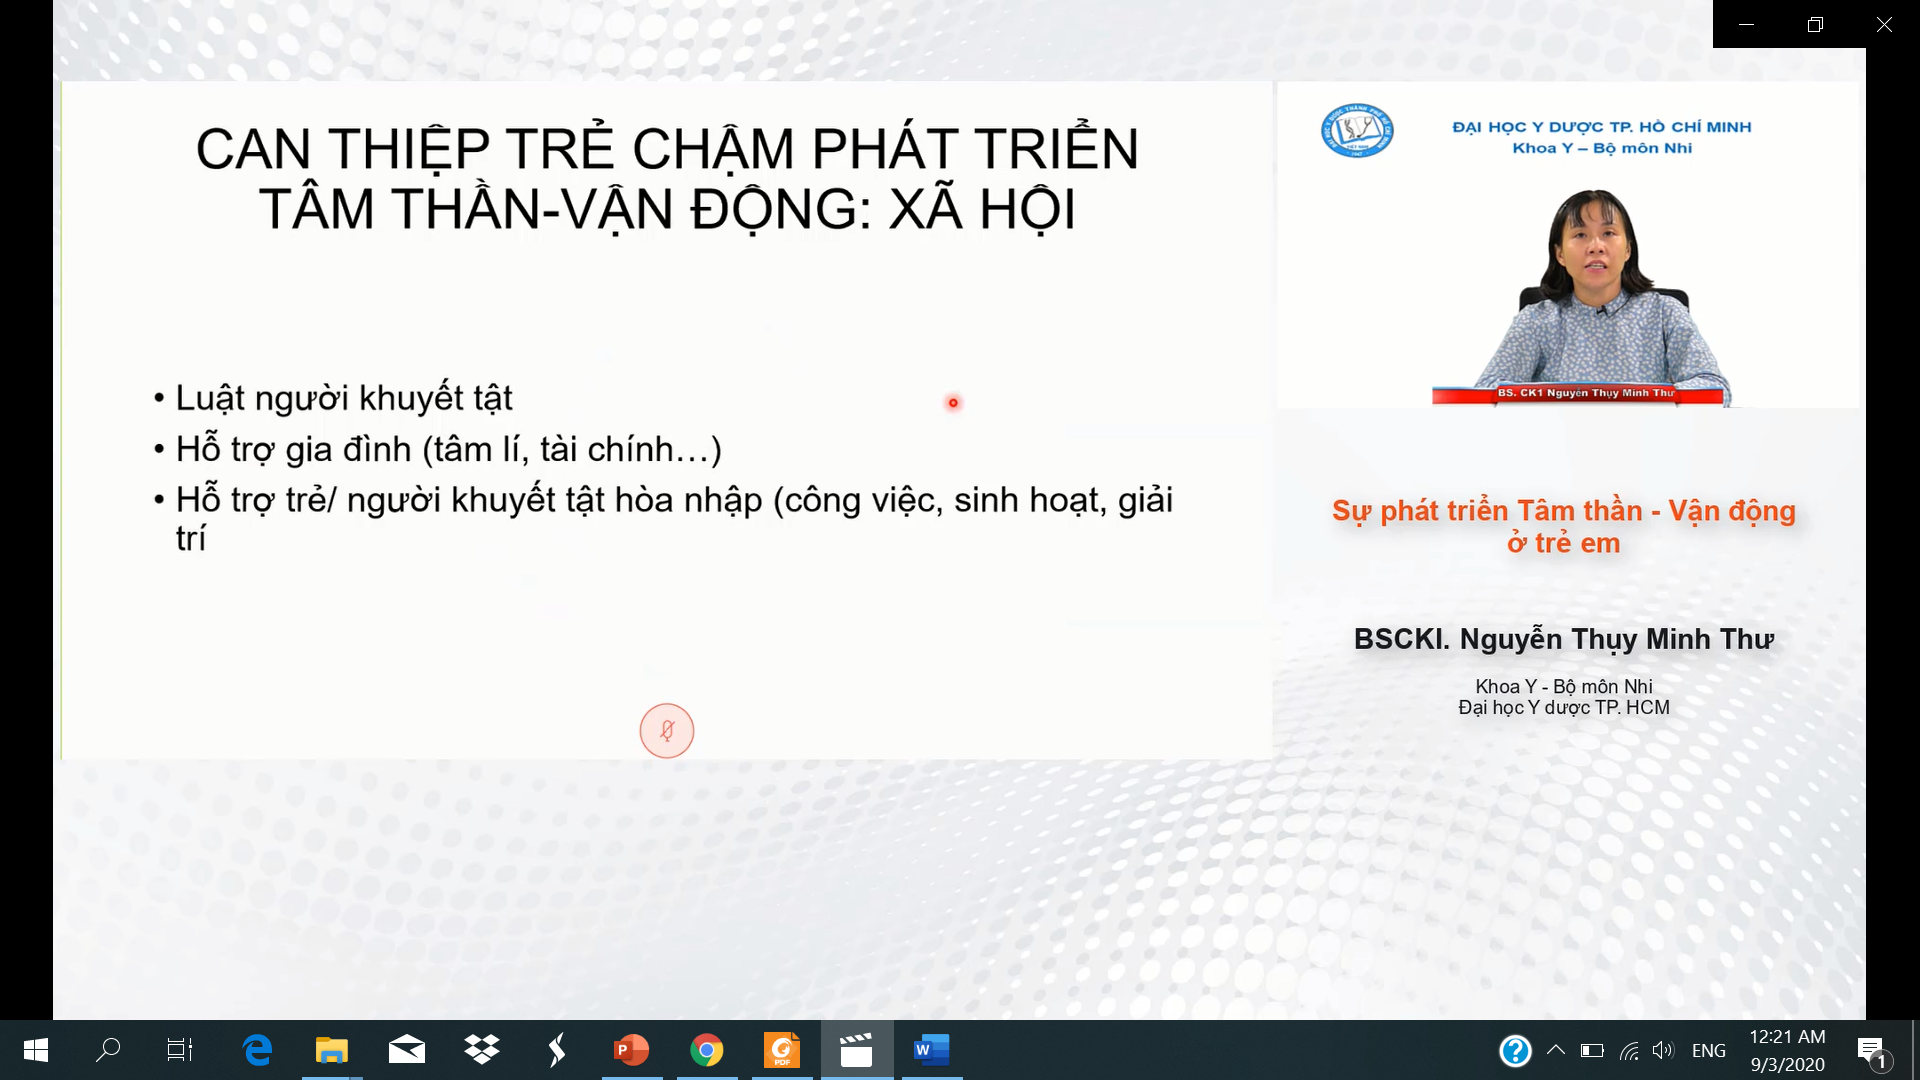 CAN THIỆP TRẺ CHẬM PHÁT TRIỂN
TÂM THẦN-VẬN ĐỘNG: XÃ HỘI
• Luật người khuyết tật
• Hỗ trợ gia đình (tâm lí, tài chính…)
• Hỗ trợ trẻ/ người khuyết tật hòa nhập (công việc, sinh hoạt, giải
trí
ĐẠI HỌC Y DƯỢC TP. HỒ CHÍ MINH
Khoa Y – Bộ môn Nhi
BS. CK1 Nguyễn Thụy Minh Thư
Sự phát triển Tâm thần - Vận động
ở trẻ em
BSCKI. Nguyễn Thụy Minh Thư
Khoa Y - Bộ môn Nhi
Đại học Y dược TP. HCM
P
PDF
W
?
ENG
12:21 AM
9/3/2020
1